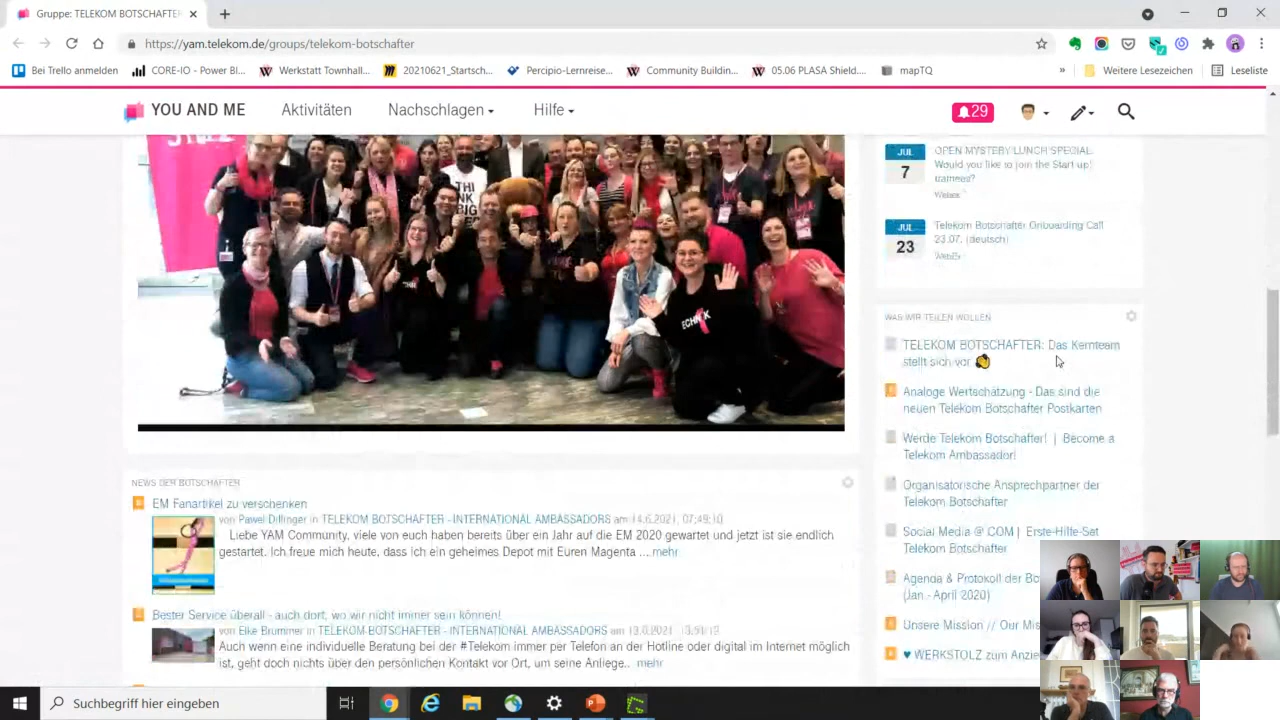 Gruppe: TELEKOM BOTSCHAFTER
https://yam.telekom.de/groups/telekom-botschafter
Bei Trello anmelden
CORE-IO - Power BI...
Werkstatt Townhall...
20210621_Startsch...
Percipio-Lernreise...
Community Buildin...
05.06 PLASA Shield....
mapTQ
»
Weitere Lesezeichen
Leseliste
YOU AND ME
Aktivitäten
Nachschlagen
Hilfe
29
THI
NK
BIG
JUL
7
OPEN MYSTERY LUNCH SPECIAL:
Would you like to join the Start up!
trainees?
JUL
23
Telekom Botschafter Onboarding Call
23.07. (deutsch)
WebEx
WAS WIR TEILEN WOLLEN
TELEKOM BOTSCHAFTER: Das Kernteam
stellt sich vor
Analoge Wertschätzung - Das sind die
neuen Telekom Botschafter Postkarten
Werde Telekom Botschafter! | Become a
Telekom Ambassador!
Organisatorische Ansprechpartner der
Telekom Botschafter
Social Media @ COM | Erste-Hilfe-Set
Telekom Botschafter
Agenda & Protokoll der Bo
(Jan - April 2020)
Unsere Mission // Our Mis
♥ WERKSTOLZ zum Anzie
NEWS DER BOTSCHAFTER
EM Fanartikel zu verschenken
von Pawel Dillinger in TELEKOM BOTSCHAFTER - INTERNATIONAL AMBASSADORS am 14.6.2021, 07:49:10
Liebe YAM Community, viele von euch haben bereits über ein Jahr auf die EM 2020 gewartet und jetzt ist sie endlich
gestartet. Ich freue mich heute, dass Ich ein geheimes Depot mit Euren Magenta ....mehr
Bester Service überall - auch dort, wo wir nicht immer sein können!
von Elke Brummer in TELEKOM BOTSCHAFTER - INTERNATIONAL AMBASSADORS am
Auch wenn eine individuelle Beratung bei der #Telekom immer per Telefon an der Hotline oder digital im Internet möglich
ist, geht doch nichts über den persönlichen Kontakt vor Ort, um seine Anliege.. mehr
Suchbegriff hier eingeben